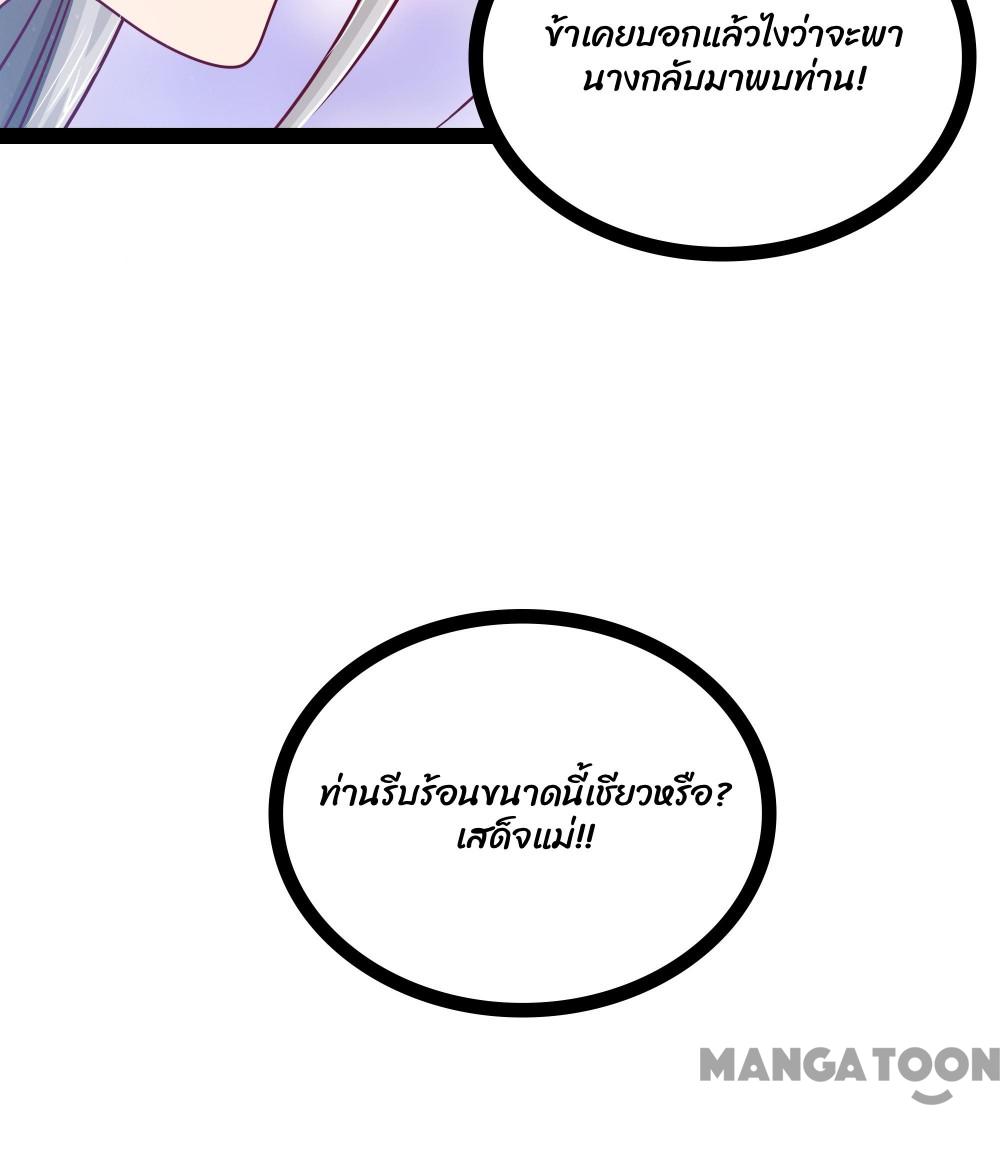 ข้าเคยบอกแล้วไงว่าจะพา
นางกลับมาพบท่าน!
ท่านรีบร้อนขนาดนี้เชียวหรือ?
เสด็จแม่!!
MANGATOON